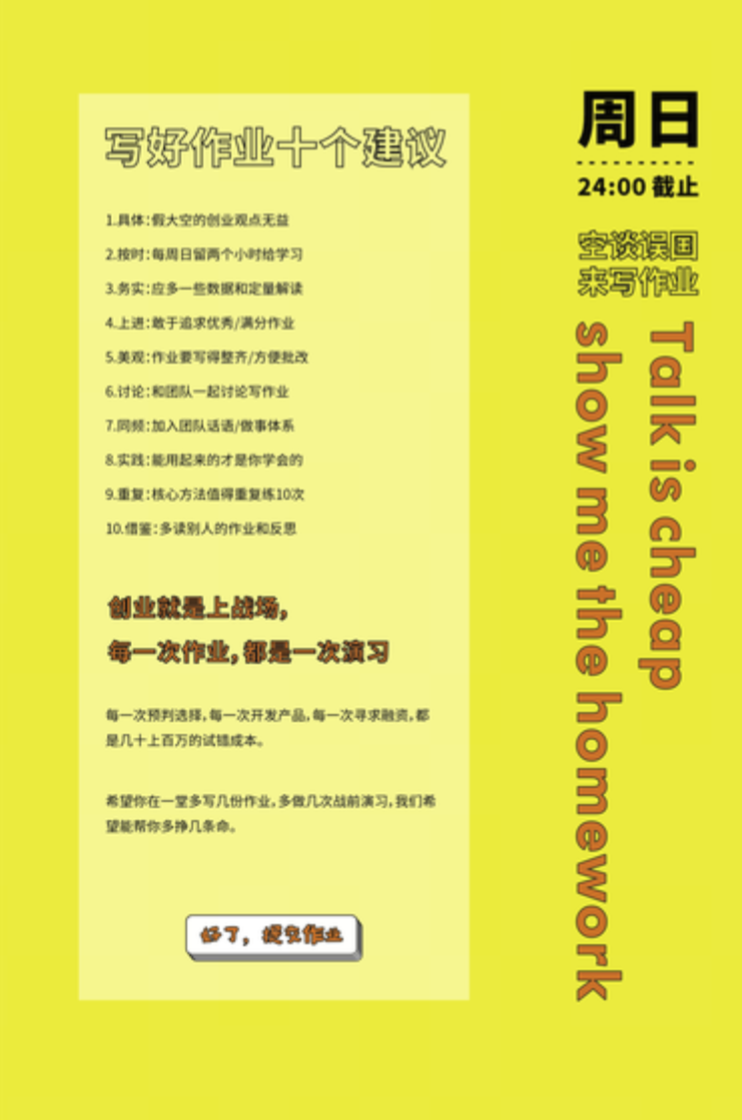 写好作业十个建议
1.具体:假大空的创业观点无益
2.按时:每周日留两个小时给学习
3.务实:应多一些数据和定量解读
4.上进:敢于追求优秀/满分作业
5.美观:作业要写得整齐/方便批改
6.讨论:和团队一起讨论写作业
7.同频:加入团队话语/做事体系
8.实践:能用起来的才是你学会的
9.重复:核心方法值得重复练10次
10.借鉴:多读别人的作业和反思
创业就是上战场,
每一次作业,都是一次演习
每一次预判选择,每一次开发产品,每一次寻求融资,都
是几十上百万的试错成本。
希望你在一堂多写几份作业,多做几次战前演习,我们希
望能帮你多挣几条命。
好了,提交作业
周日
24:00 截止
空谈误国
来写作业
Talk is cheap
show me the homework